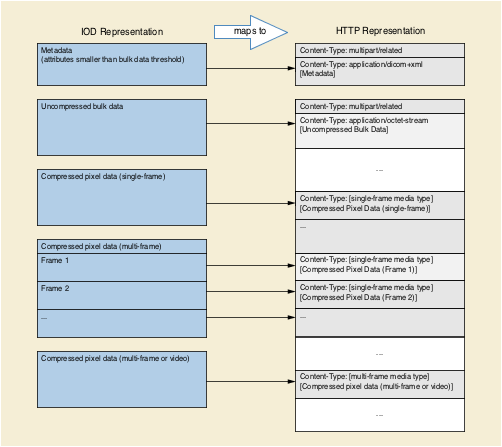 IOD Representation
maps to
HTTP Representation
Metadata
(attributes smaller than bulk data threshold)
Content-Type: multipart/related
Content-Type: application/dicom+xml
[Metadata]
Uncompressed bulk data
Content-Type: multipart/related
Content-Type: application/octet-stream
[Uncompressed Bulk Data]
...
Compressed pixel data (single-frame)
Content-Type: [single-frame media type]
[Compressed Pixel Data (single-frame)]
...
Compressed pixel data (multi-frame)
Frame 1
Content-Type: [single-frame media type]
[Compressed Pixel Data (Frame 1)]
Frame 2
Content-Type: [single-frame media type]
[Compressed Pixel Data (Frame 2)]
...
...
...
Compressed pixel data (multi-frame or video)
Content-Type: [multi-frame media type]
[Compressed pixel data (multi-frame or video)]
...